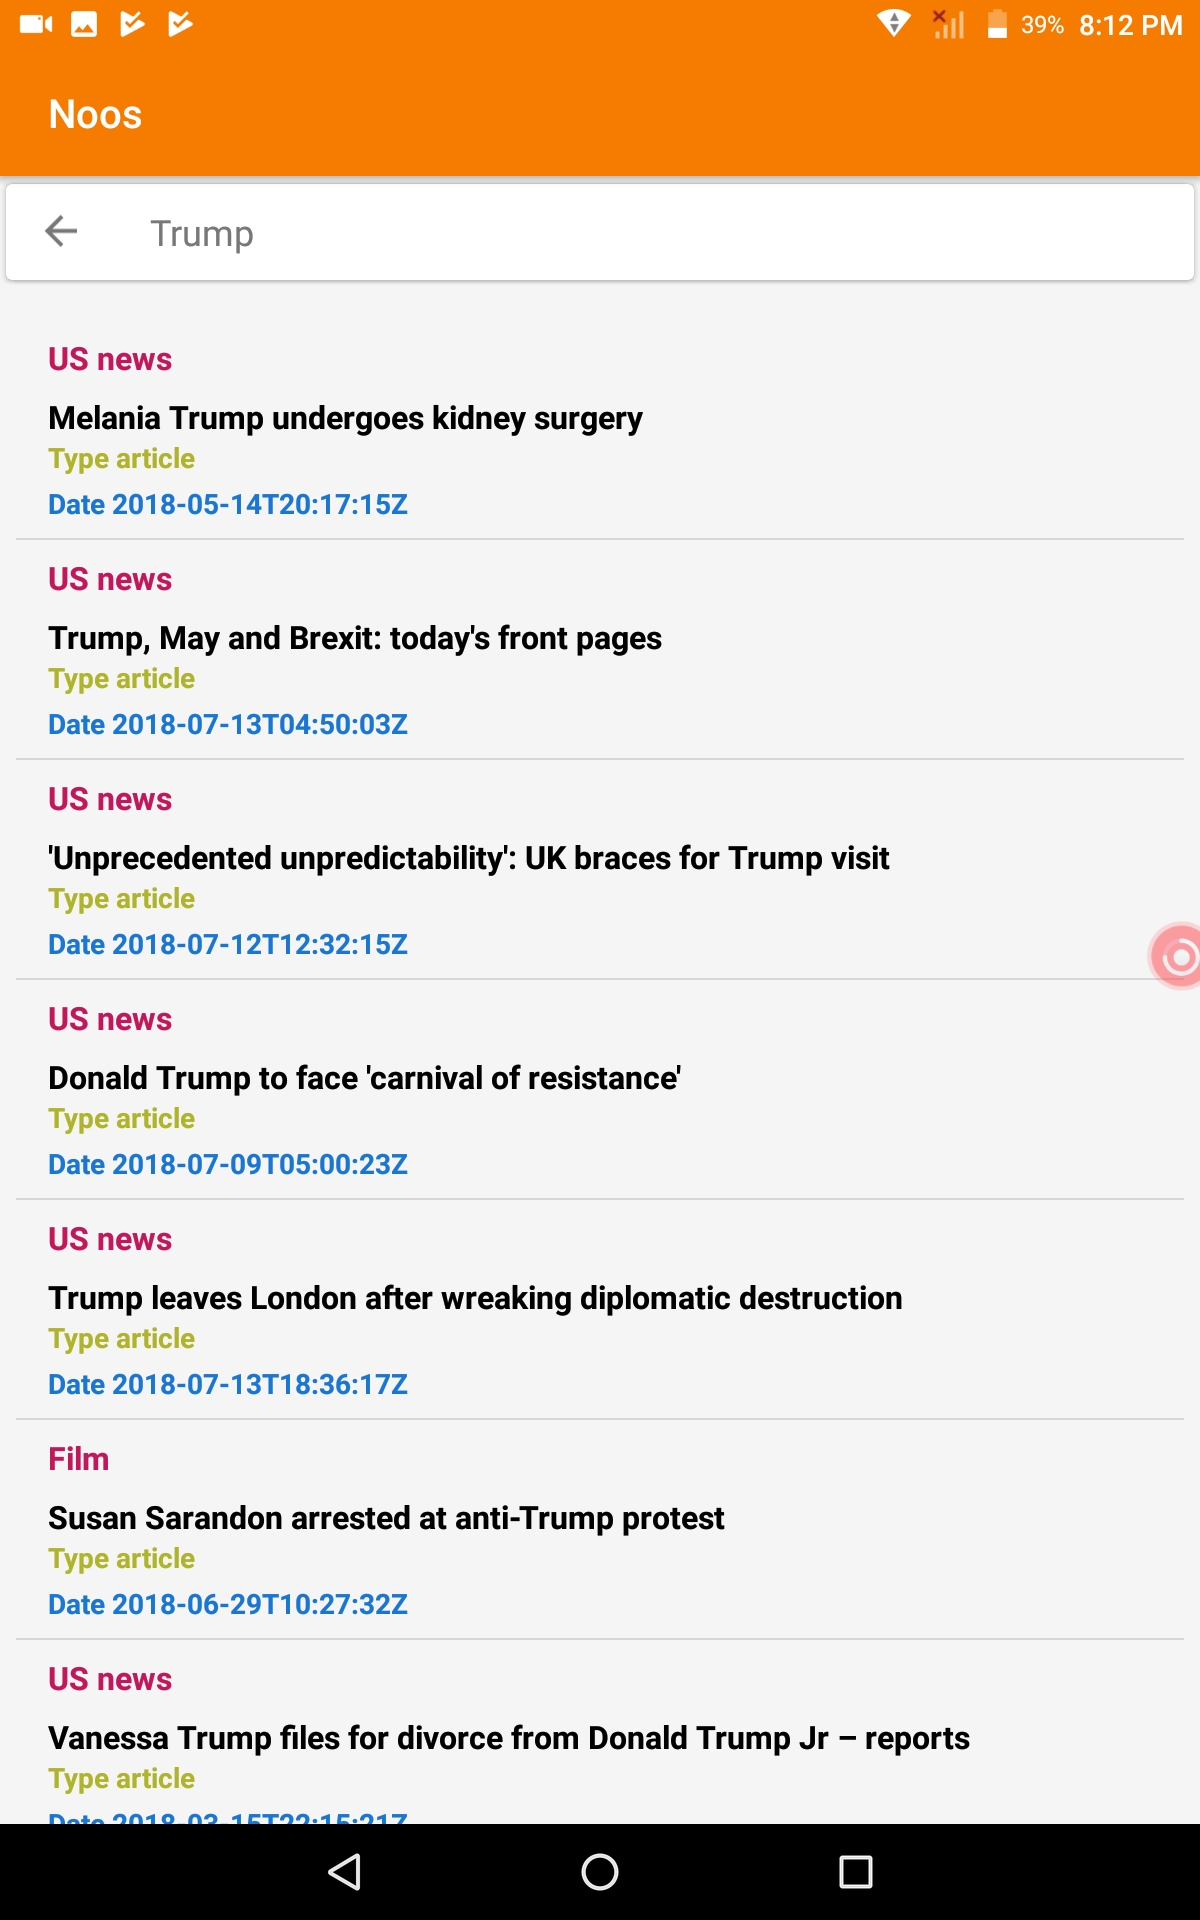 39% 8:12 PM
Noos
Trump
US news
Melania Trump undergoes kidney surgery
Type article
Date 2018-05-14T20:17:15Z
US news
Trump, May and Brexit: today's front pages
Type article
Date 2018-07-13T04:50:03Z
US news
'Unprecedented unpredictability': UK braces for Trump visit
Type article
Date 2018-07-12T12:32:15Z
US news
Donald Trump to face 'carnival of resistance'
Type article
Date 2018-07-09T05:00:23Z
US news
Trump leaves London after wreaking diplomatic destruction
Type article
Date 2018-07-13T18:36:17Z
Film
Susan Sarandon arrested at anti-Trump protest
Type article
Date 2018-06-29T10:27:32Z
US news
Vanessa Trump files for divorce from Donald Trump Jr – reports
Type article
Date 2018-03-15T22:15:21Z